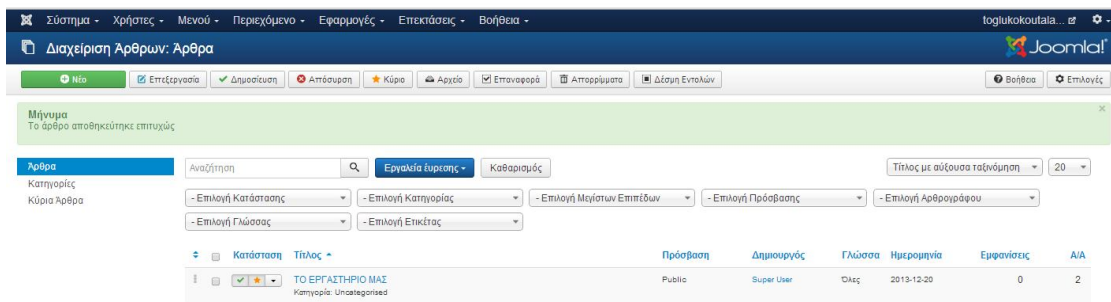 Σύστημα Χρήστες Μενού Περιεχόμενο Εφαρμογές Επεκτάσεις Βοήθεια toglukokoutala...
Διαχείριση Άρθρων: Άρθρα Joomla!
Νέο Επεξεργασία Δημοσίευση Απόσυρση Κύριο Αρχείο Επαναφορά Απορρίμματα Δέσμη Εντολών Βοήθεια Επιλογές
Μήνυμα
Το άρθρο αποθηκεύτηκε επιτυχώς
Άρθρα
Κατηγορίες
Κύρια Άρθρα
Αναζήτηση Εργαλεία έυρεσης Καθαρισμός Τίτλος με αύξουσα ταξινόμηση 20
- Επιλογή Κατάστασης - Επιλογή Κατηγορίας - Επιλογή Μεγίστων Επιπέδων - Επιλογή Πρόσβασης - Επιλογή Αρθρογράφου
- Επιλογή Γλώσσας - Επιλογή Ετικέτας
Κατάσταση Τίτλος Πρόσβαση Δημιουργός Γλώσσα Ημερομηνία Εμφανίσεις Α/Α
ΤΟ ΕΡΓΑΣΤΗΡΙΟ ΜΑΣ Public Super User Όλες 2013-12-20 0 2
Κατηγορία: Uncategorised